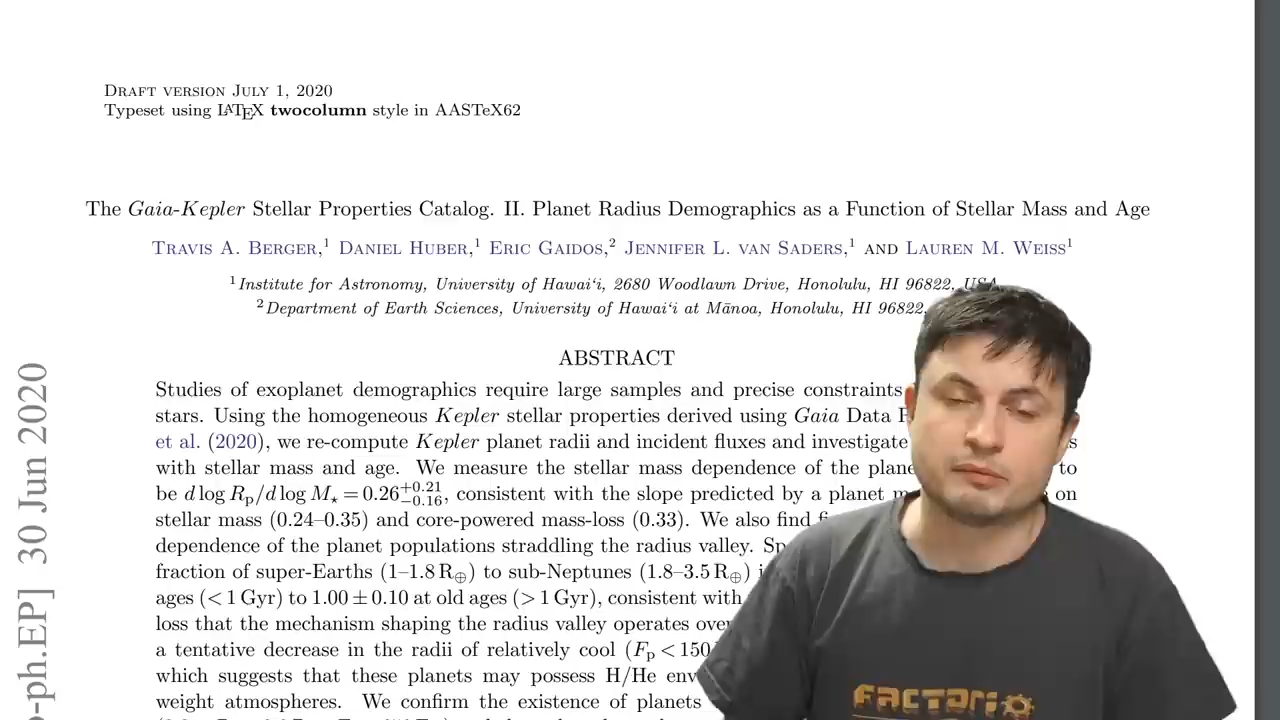 DRAFT VERSION JULY 1, 2020
Typeset using LATEX twocolumn style in AASTeX62
The Gaia-Kepler Stellar Properties Catalog. II. Planet Radius Demographics as a Function of Stellar Mass and Age
TRAVIS A. BERGER,¹ DANIEL HUBER,¹ ERIC GAIDOS,² JENNIFER L. VAN SADERS,¹ AND LAUREN M. WEISS¹
¹Institute for Astronomy, University of Hawai‘i, 2680 Woodlawn Drive, Honolulu, HI 96822, USA
²Department of Earth Sciences, University of Hawai‘i at Mānoa, Honolulu, HI 96822,
ABSTRACT
Studies of exoplanet demographics require large samples and precise constraints
stars. Using the homogeneous Kepler stellar properties derived using Gaia Data
et al. (2020), we re-compute Kepler planet radii and incident fluxes and investigate
with stellar mass and age. We measure the stellar mass dependence of the to
be d log Rp/d log M⋆ = 0.26+0.21−0.16, consistent with the slope predicted by a planet on
stellar mass (0.24–0.35) and core-powered mass-loss (0.33). We also find
dependence of the planet populations straddling the radius valley.
fraction of super-Earths (1–1.8 R⊕) to sub-Neptunes (1.8–3.5 R⊕)
ages (< 1 Gyr) to 1.00 ± 0.10 at old ages (> 1 Gyr), consistent with
loss that the mechanism shaping the radius valley operates
a tentative decrease in the radii of relatively cool (Fp < 150
which suggests that these planets may possess H/He
weight atmospheres. We confirm the existence of planets
-ph.EP] 30 Jun 2020
FACTORI